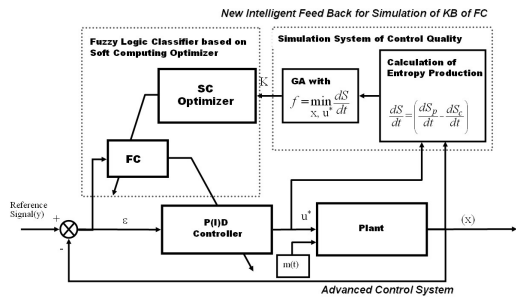 New Intelligent Feed Back for Simulation of KB of FC
Fuzzy Logic Classifier based on
Soft Computing Optimizer
Simulation System of Control Quality
SC
Optimizer
K
GA with
f = min dS/dt
x, u*
Calculation of
Entropy Production
dS/dt = (dSp/dt - dSc/dt)
FC
Reference
Signal(y)
+
-
ε
P(I)D
Controller
u*
Plant
(x)
m(t)
Advanced Control System